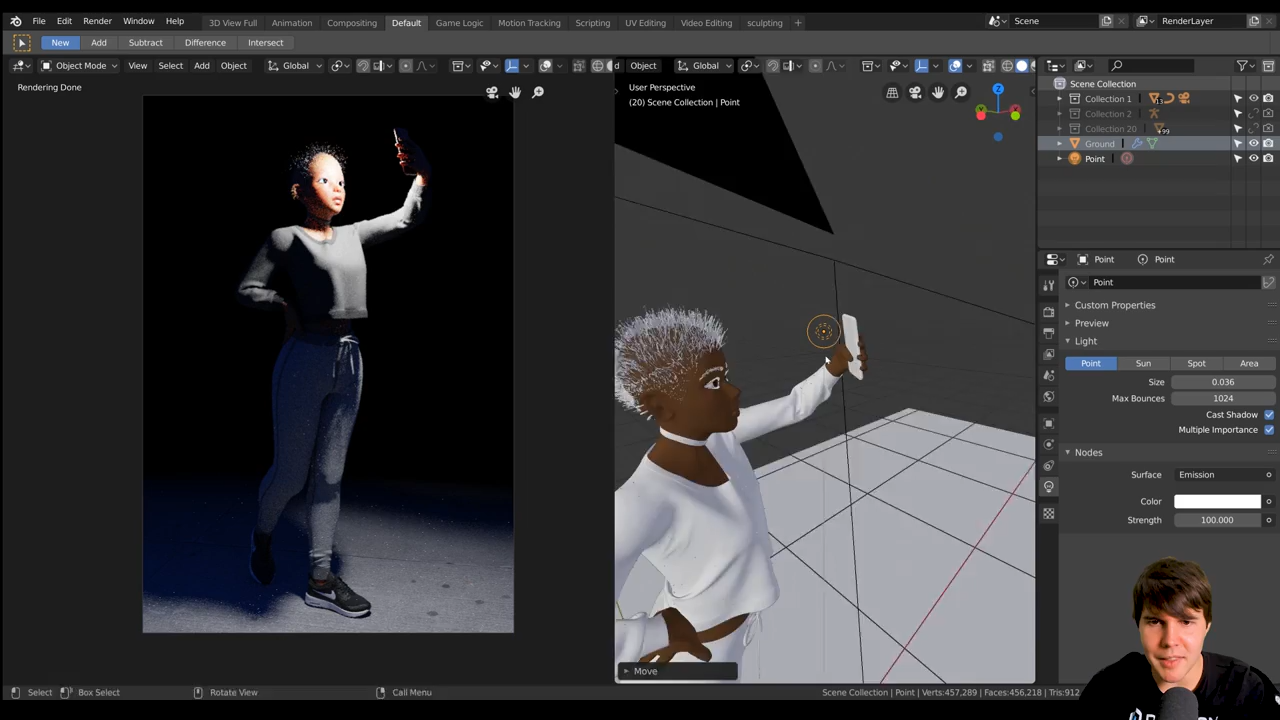 File Edit Render Window Help 3D View Full Animation Compositing Default Game Logic Motion Tracking Scripting UV Editing Video Editing sculpting + Scene RenderLayer
New Add Subtract Difference Intersect
Object Mode View Select Add Object Global d Object Global
Rendering Done
User Perspective
(20) Scene Collection | Point
Z
Y
X
Scene Collection
Collection 1 13
Collection 2
Collection 20 +99
Ground
Point
Point Point
Point
Custom Properties
Preview
Light
Point Sun Spot Area
Size 0.036
Max Bounces 1024
Cast Shadow
Multiple Importance
Nodes
Surface Emission
Color
Strength 100.000
Move
Select Box Select Rotate View Call Menu Scene Collection | Point | Verts:457,289 | Faces:456,218 | Tris:912